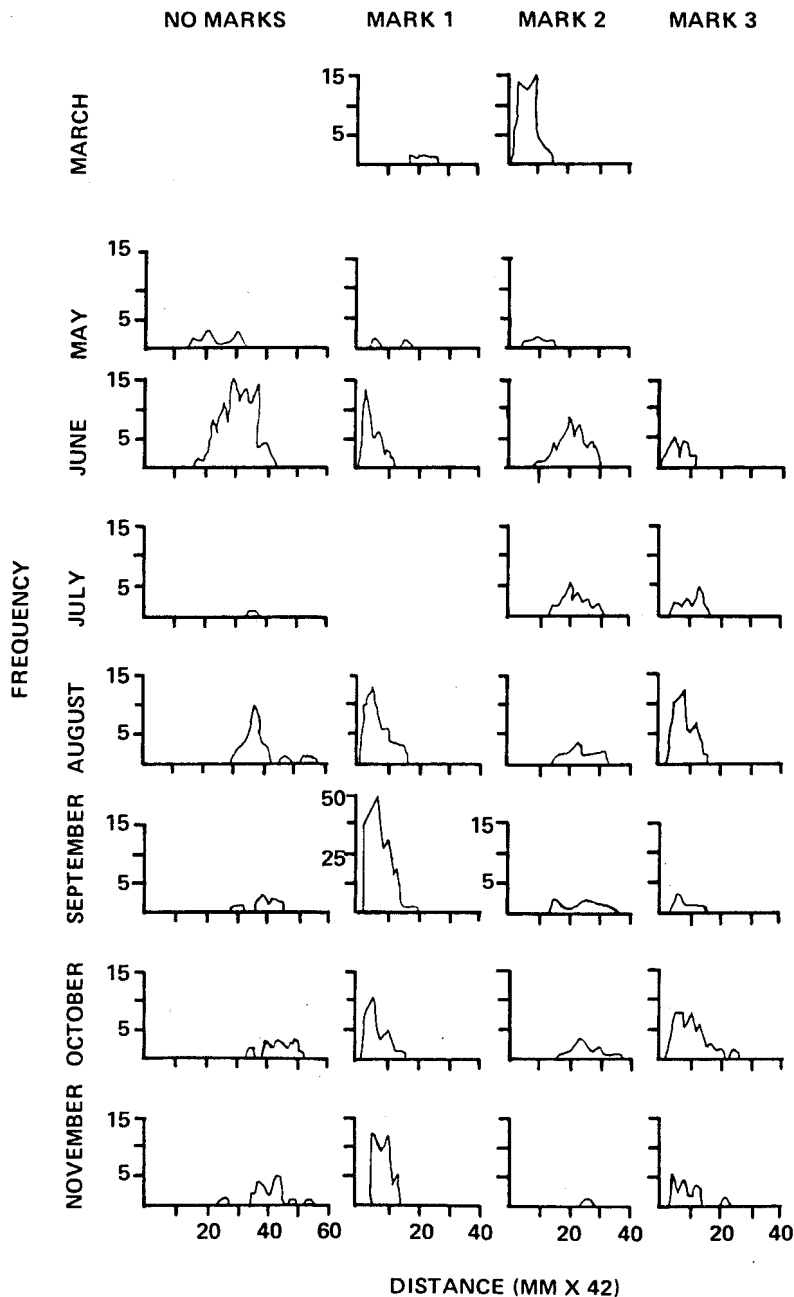 NO MARKS MARK 1 MARK 2 MARK 3
MARCH
15
5
MAY
15
5
JUNE
15
5
JULY
15
5
AUGUST
15
5
SEPTEMBER
15
5
50
25
15
5
OCTOBER
15
5
NOVEMBER
15
5
20 40 60 20 40 20 40 20 40
FREQUENCY
DISTANCE (MM X 42)